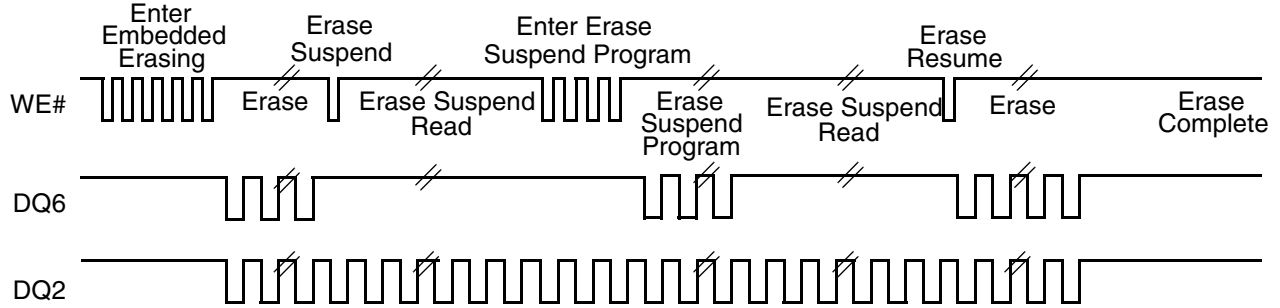 Enter
Embedded
Erasing
Erase
Suspend
Enter Erase
Suspend Program
Erase
Resume
WE#
Erase
Erase Suspend
Read
Erase
Suspend
Program
Erase Suspend
Read
Erase
Erase
Complete
DQ6
DQ2